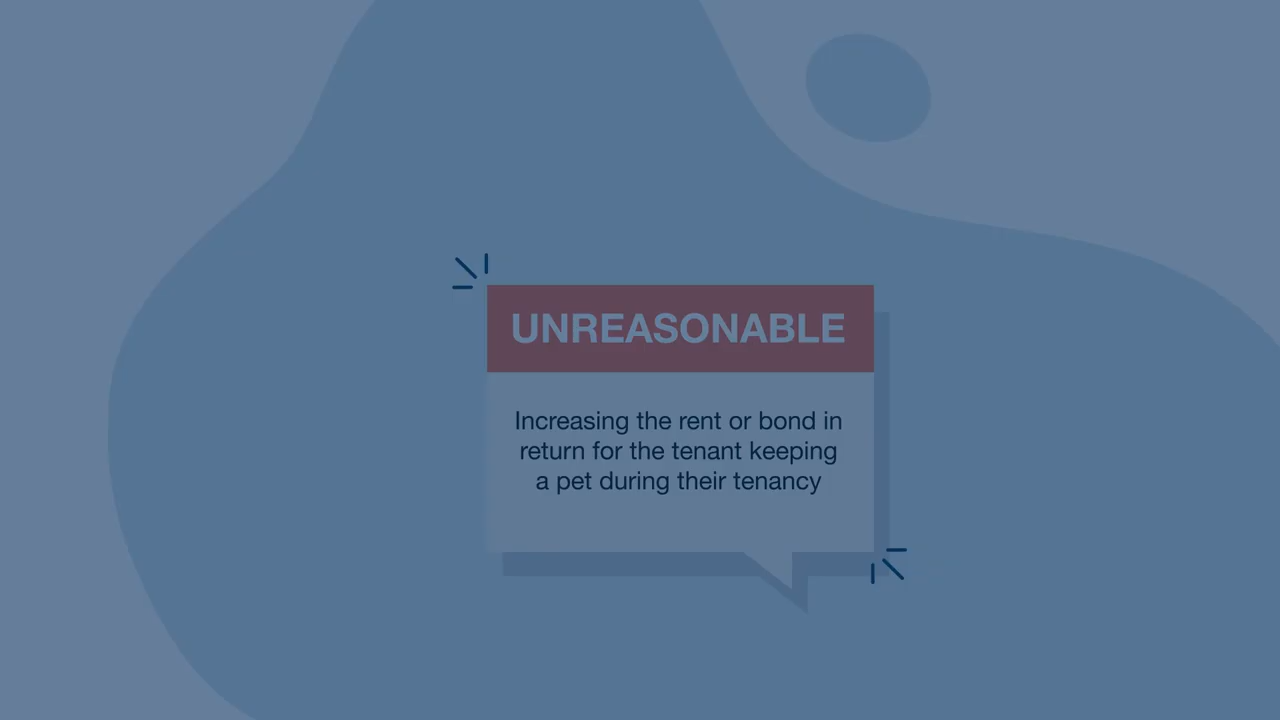 UNREASONABLE
Increasing the rent or bond in
return for the tenant keeping
a pet during their tenancy